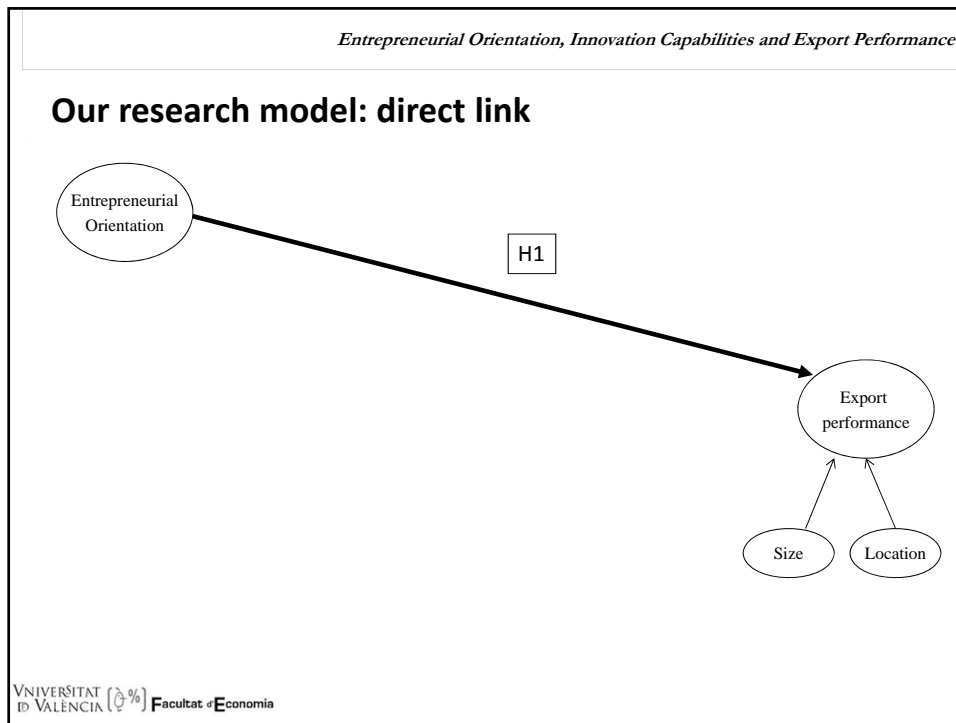 Entrepreneurial Orientation, Innovation Capabilities and Export Performance
Our research model: direct link
Entrepreneurial
Orientation
H1
Export
performance
Size
Location
VNIVERSITAT
D VALÈNCIA
Facultat d'Economia